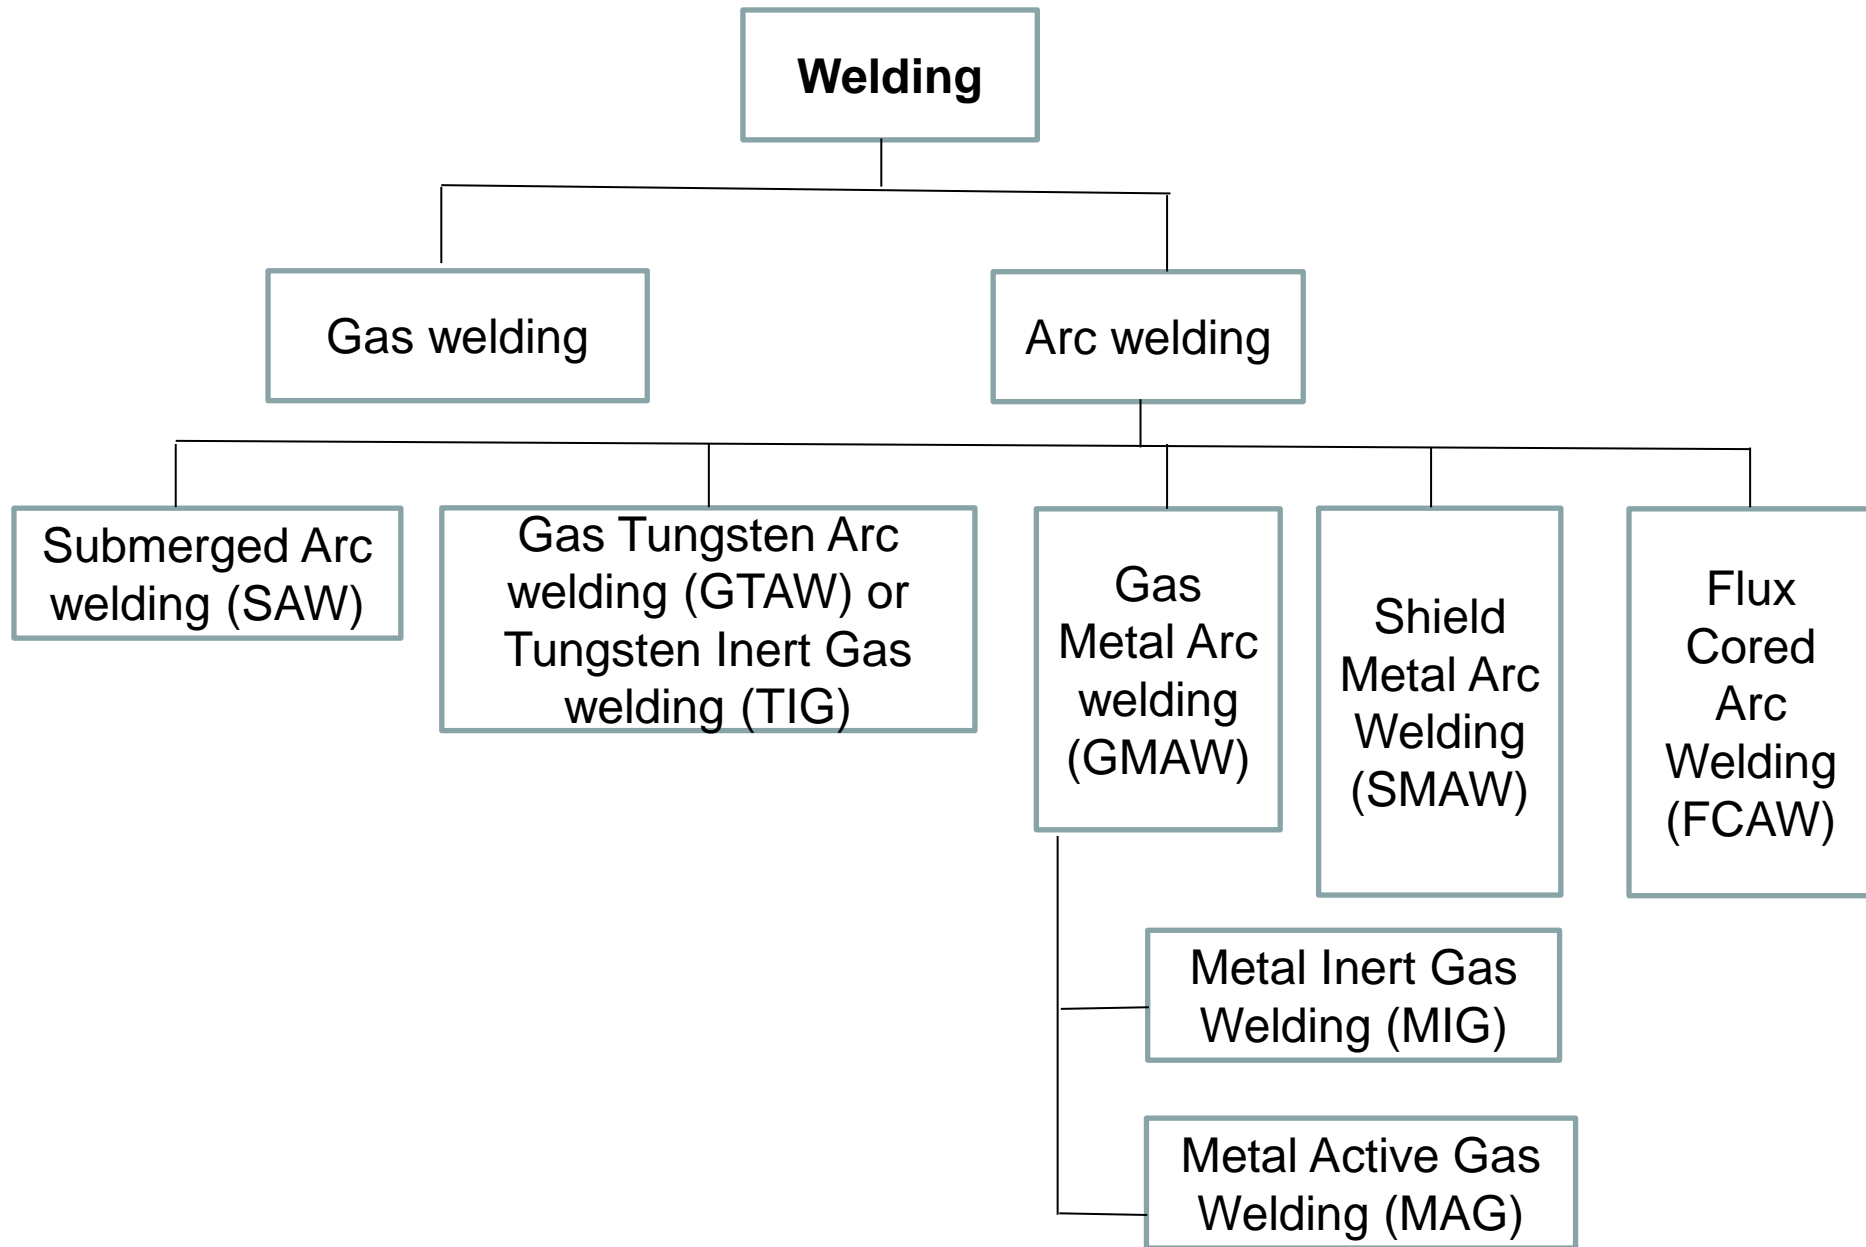 Welding
Gas welding
Arc welding
Submerged Arc
welding (SAW)
Gas Tungsten Arc
welding (GTAW) or
Tungsten Inert Gas
welding (TIG)
Gas
Metal Arc
welding
(GMAW)
Shield
Metal Arc
Welding
(SMAW)
Flux
Cored
Arc
Welding
(FCAW)
Metal Inert Gas
Welding (MIG)
Metal Active Gas
Welding (MAG)